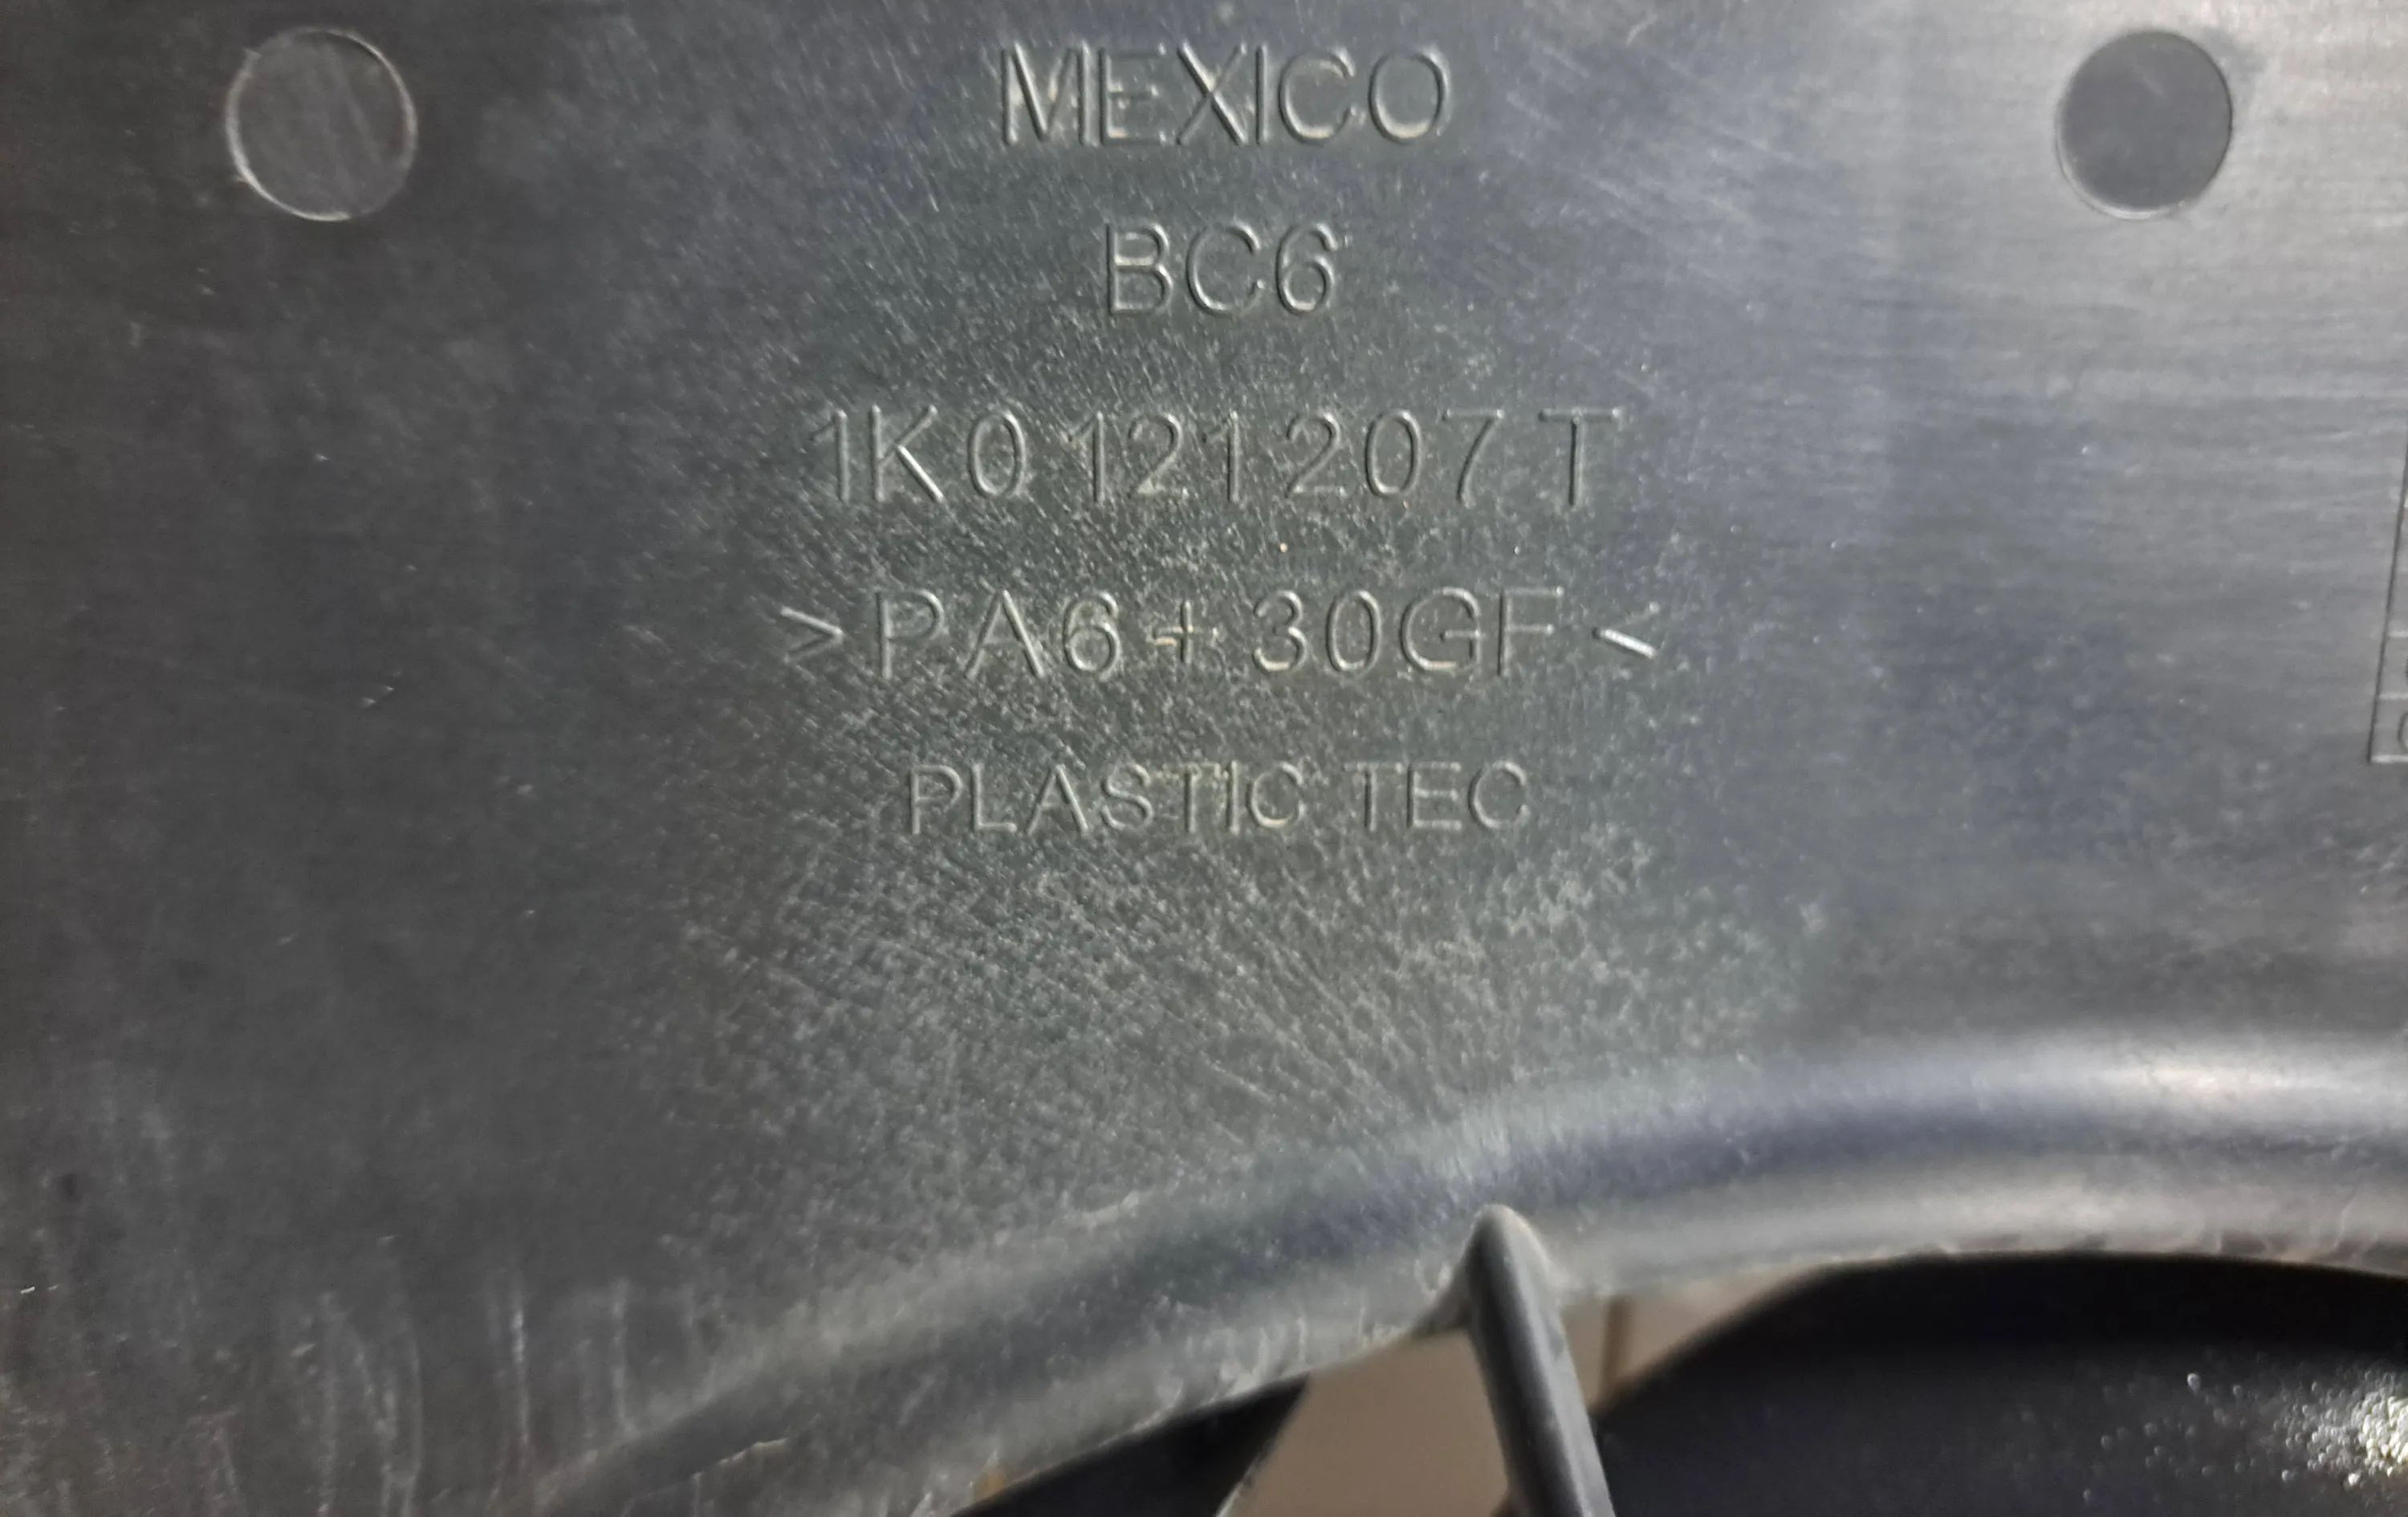 MEXICO
BC6
1K0 121 207 T
>PA6+30GF<
PLASTIC TEC